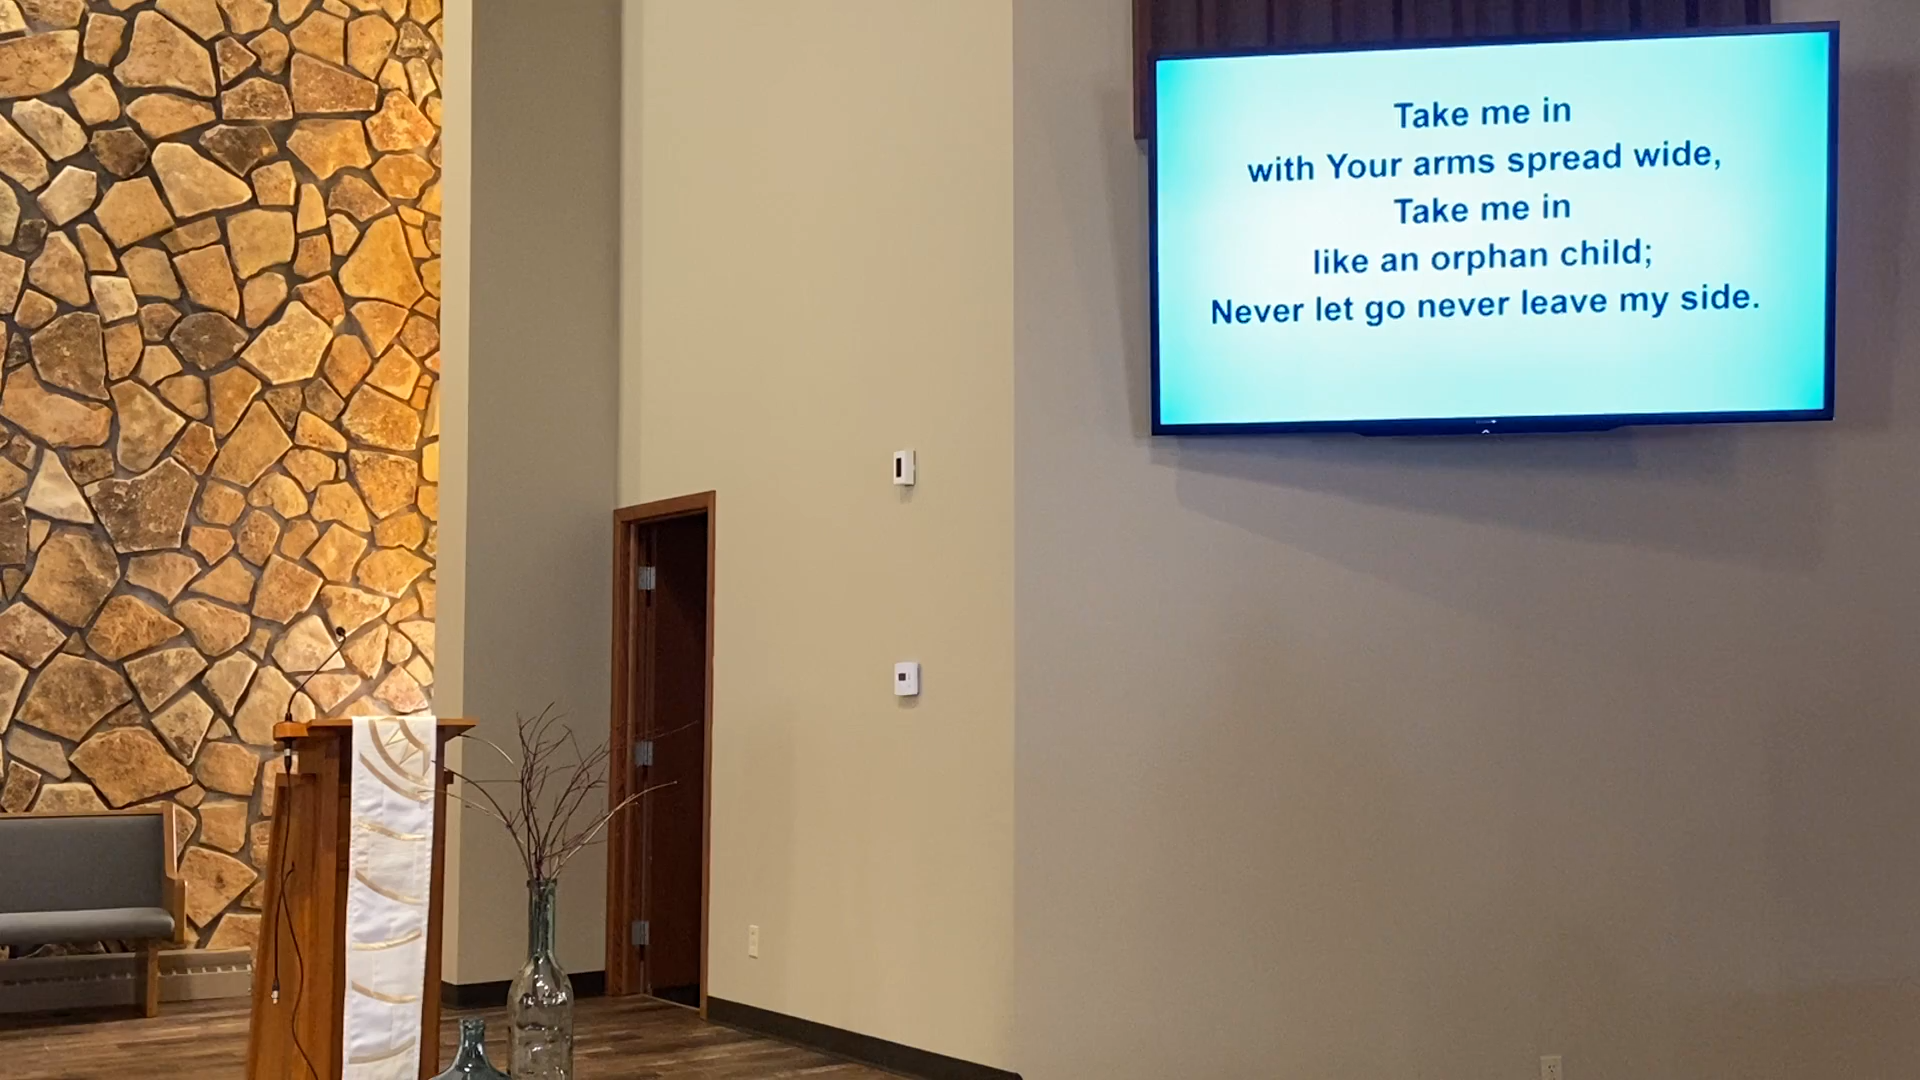 Take me in
with Your arms spread wide,
Take me in
like an orphan child;
Never let go never leave my side.